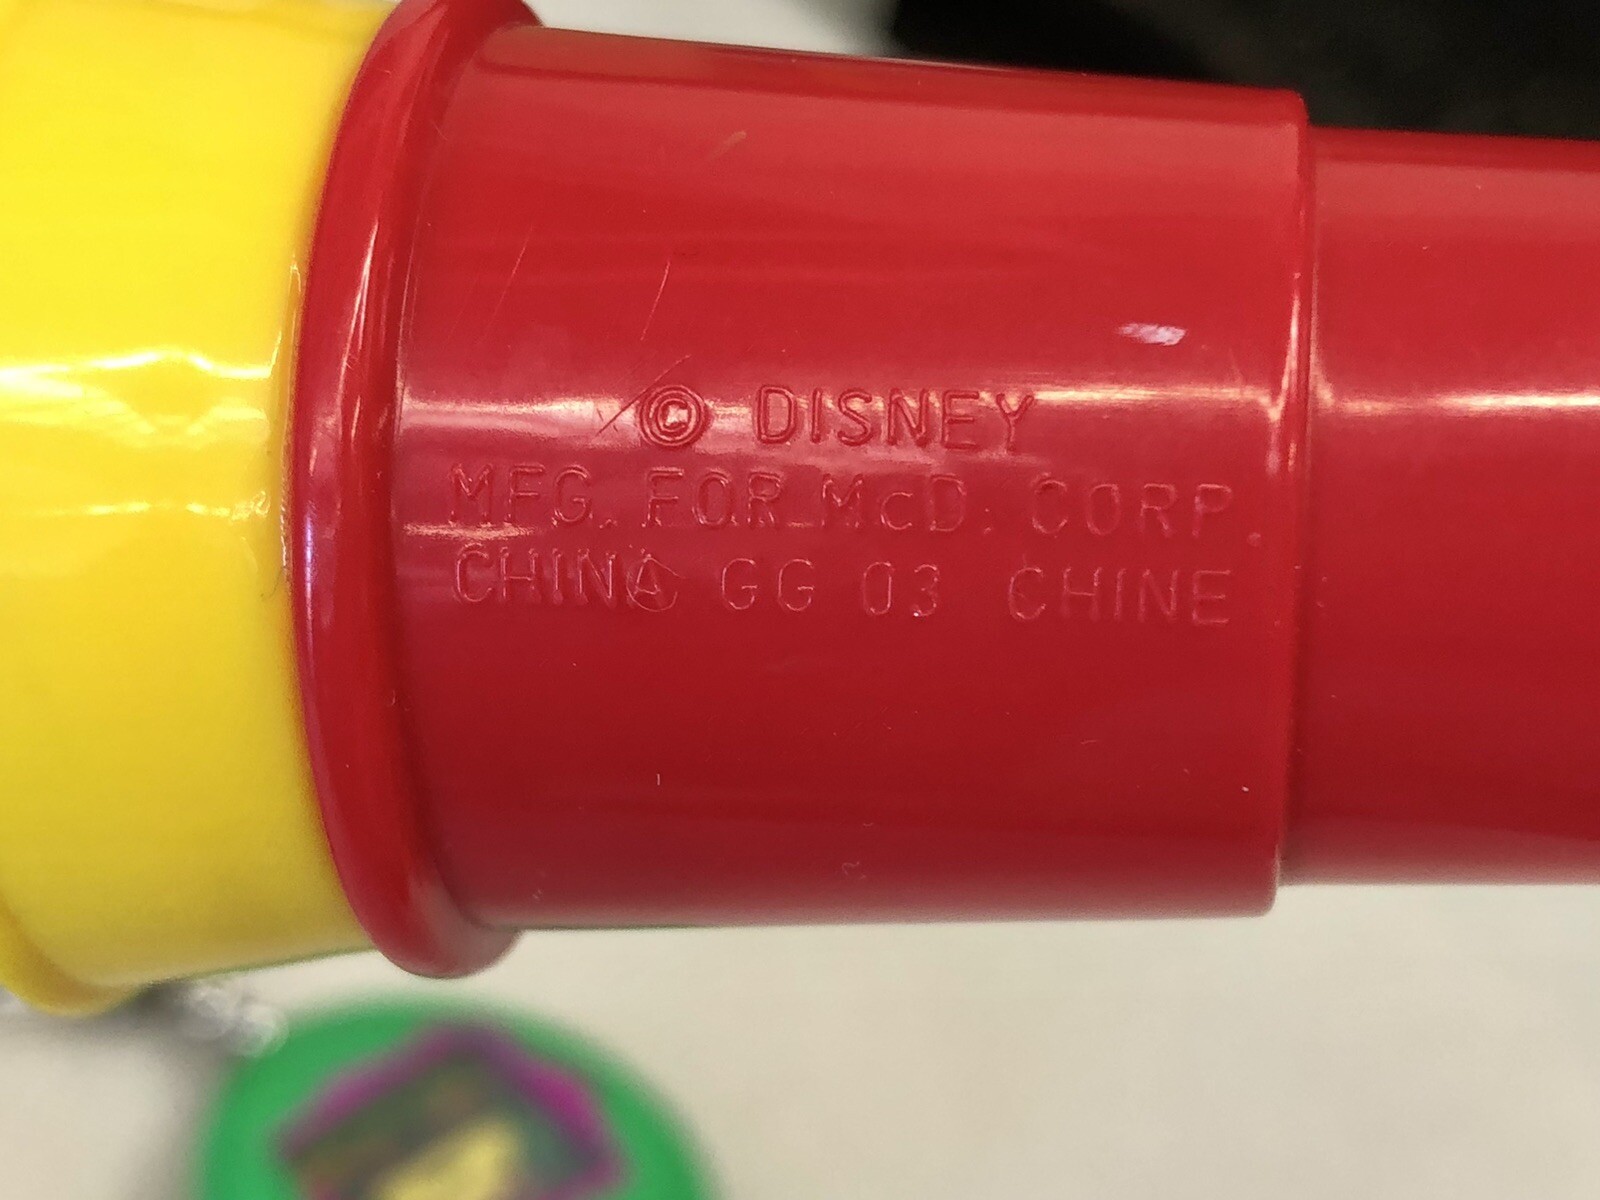 © DISNEY
MFG. FOR McD. CORP.
CHINA GG 03 CHINE